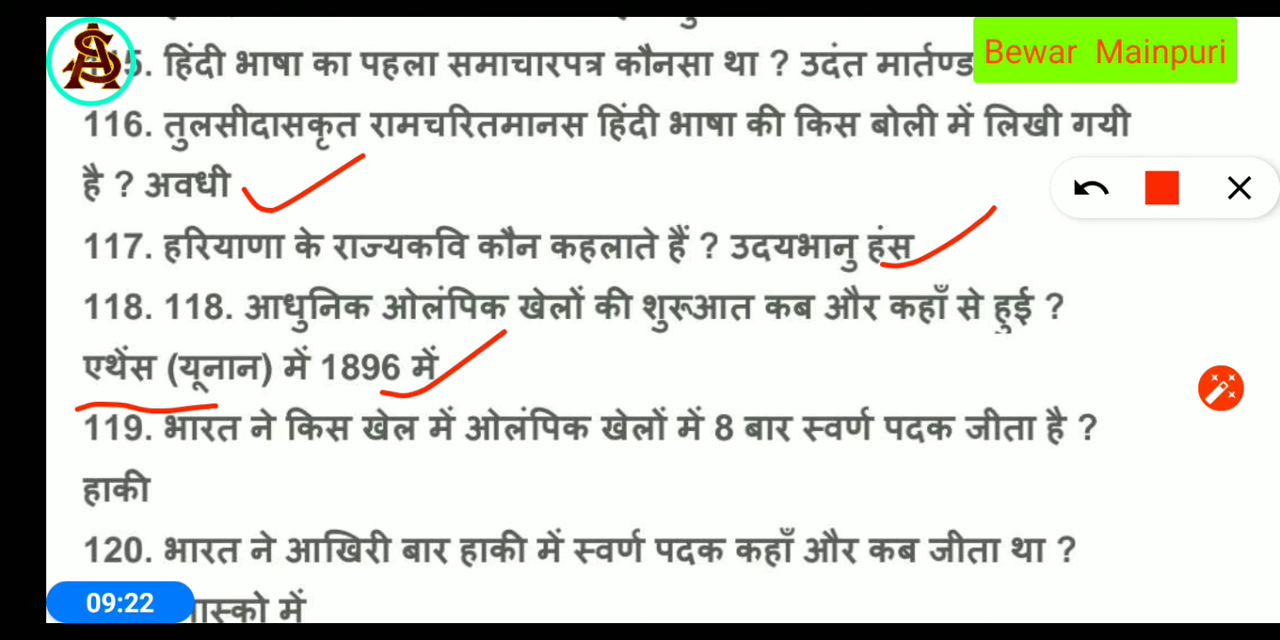 5. हिंदी भाषा का पहला समाचारपत्र कौनसा था ? उदंत मार्तण्ड
Bewar Mainpuri
116. तुलसीदासकृत रामचरितमानस हिंदी भाषा की किस बोली में लिखी गयी
है ? अवधी
117. हरियाणा के राज्यकवि कौन कहलाते हैं ? उदयभानु हंस
118. 118. आधुनिक ओलंपिक खेलों की शुरूआत कब और कहाँ से हुई ?
एथेंस (यूनान) में 1896 में
119. भारत ने किस खेल में ओलंपिक खेलों में 8 बार स्वर्ण पदक जीता है ?
हाकी
120. भारत ने आखिरी बार हाकी में स्वर्ण पदक कहाँ और कब जीता था ?
09:22 में